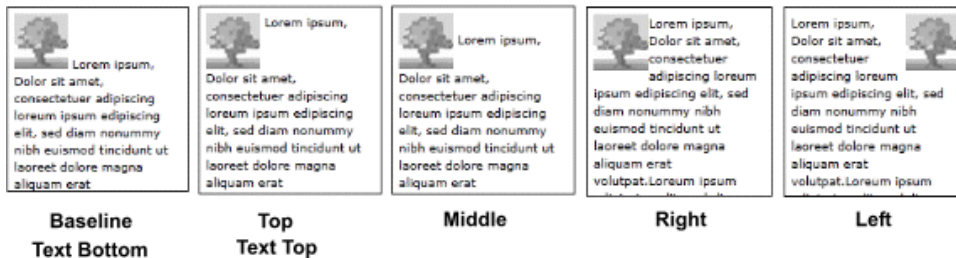 Lorem ipsum,
Dolor sit amet,
consectetuer adipiscing
loreum ipsum edipiscing
elit, sed diam nonummy
nibh euismod tincidunt ut
laoreet dolore magna
aliquam erat
Baseline
Text Bottom
Lorem ipsum,
Dolor sit amet,
consectetuer adipiscing
loreum ipsum edipiscing
elit, sed diam nonummy
nibh euismod tincidunt ut
laoreet dolore magna
aliquam erat
Top
Text Top
Lorem ipsum,
Dolor sit amet,
consectetuer adipiscing
loreum ipsum edipiscing
elit, sed diam nonummy
nibh euismod tincidunt ut
laoreet dolore magna
aliquam erat
Middle
Lorem ipsum,
Dolor sit amet,
consectetuer
adipiscing loreum
ipsum edipiscing elit, sed
diam nonummy nibh
euismod tincidunt ut
laoreet dolore magna
aliquam erat
volutpat.Loreum ipsum
Right
Lorem ipsum,
Dolor sit amet,
consectetuer
adipiscing loreum
ipsum edipiscing elit, sed
diam nonummy nibh
euismod tincidunt ut
laoreet dolore magna
aliquam erat
volutpat.Loreum ipsum
Left